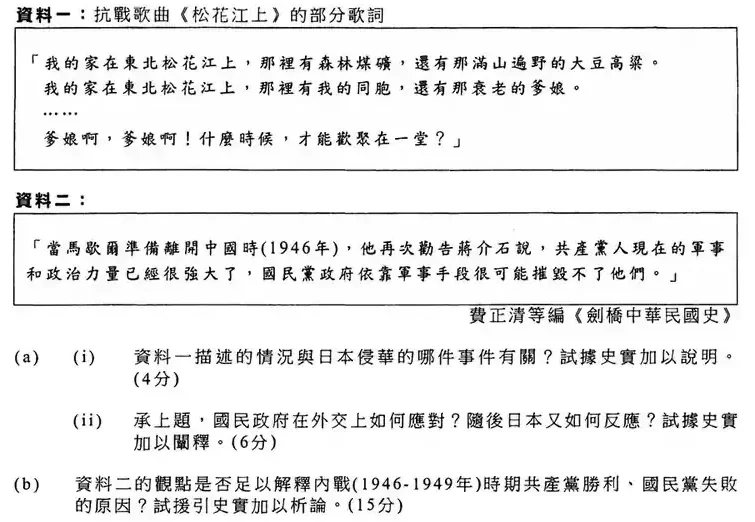 資料一：抗戰歌曲《松花江上》的部分歌詞
「我的家在東北松花江上，那裡有森林煤礦，還有那滿山遍野的大豆高粱。
我的家在東北松花江上，那裡有我的同胞，還有那衰老的爹娘。
……
爹娘啊，爹娘啊！什麼時候，才能歡聚在一堂？」
資料二：
「當馬歇爾準備離開中國時(1946年)，他再次勸告蔣介石說，共產黨人現在的軍事
和政治力量已經很強大了，國民黨政府依靠軍事手段很可能摧毀不了他們。」
費正清等編《劍橋中華民國史》
(a) (i) 資料一描述的情況與日本侵華的哪件事件有關？試據史實加以說明。
(4分)
(ii) 承上題，國民政府在外交上如何應對？隨後日本又如何反應？試據史實
加以闡釋。(6分)
(b) 資料二的觀點是否足以解釋內戰(1946-1949年)時期共產黨勝利、國民黨失敗
的原因？試援引史實加以析論。(15分)